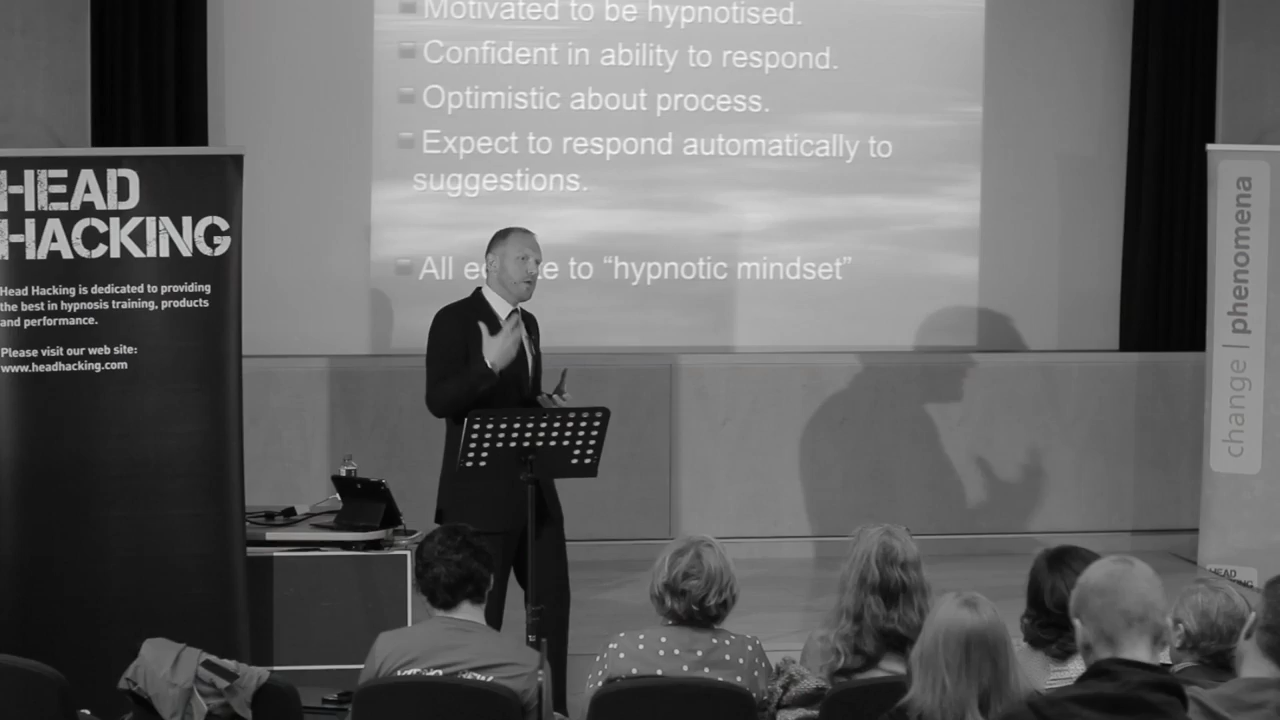 Motivated to be hypnotised.
Confident in ability to respond.
Optimistic about process.
Expect to respond automatically to
suggestions.
All to “hypnotic mindset”
HEAD
HACKING
Head Hacking is dedicated to providing
the best in hypnosis training, products
and performance.
Please visit our web site:
www.headhacking.com
change | phenomena
HEAD
HACKING